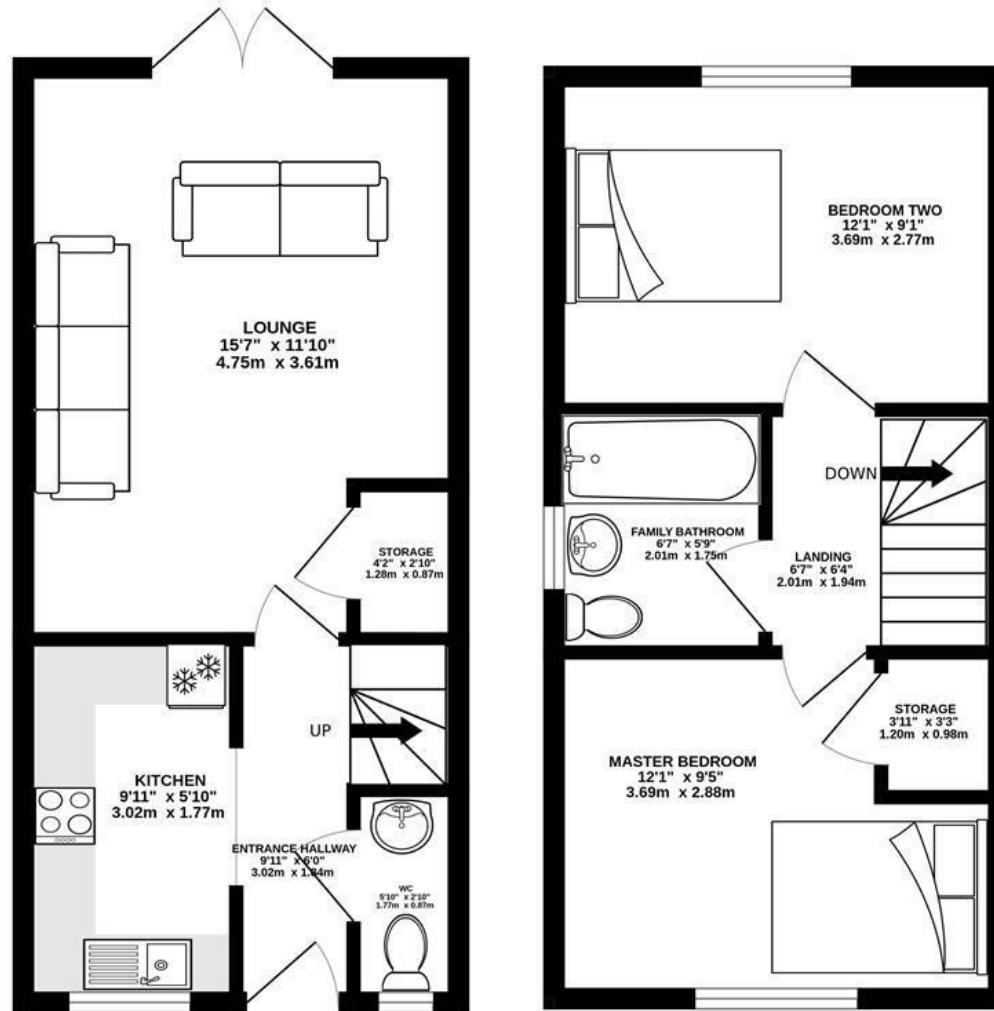 LOUNGE
15'7" x 11'10"
4.75m x 3.61m
STORAGE
4'2" x 2'10"
1.28m x 0.87m
UP
KITCHEN
9'11" x 5'10"
3.02m x 1.77m
ENTRANCE HALLWAY
9'11" x 6'0"
3.02m x 1.84m
WC
5'10" x 2'10"
1.77m x 0.87m
BEDROOM TWO
12'1" x 9'1"
3.69m x 2.77m
DOWN
FAMILY BATHROOM
6'7" x 5'9"
2.01m x 1.75m
LANDING
6'7" x 6'4"
2.01m x 1.94m
STORAGE
3'11" x 3'3"
1.20m x 0.98m
MASTER BEDROOM
12'1" x 9'5"
3.69m x 2.88m